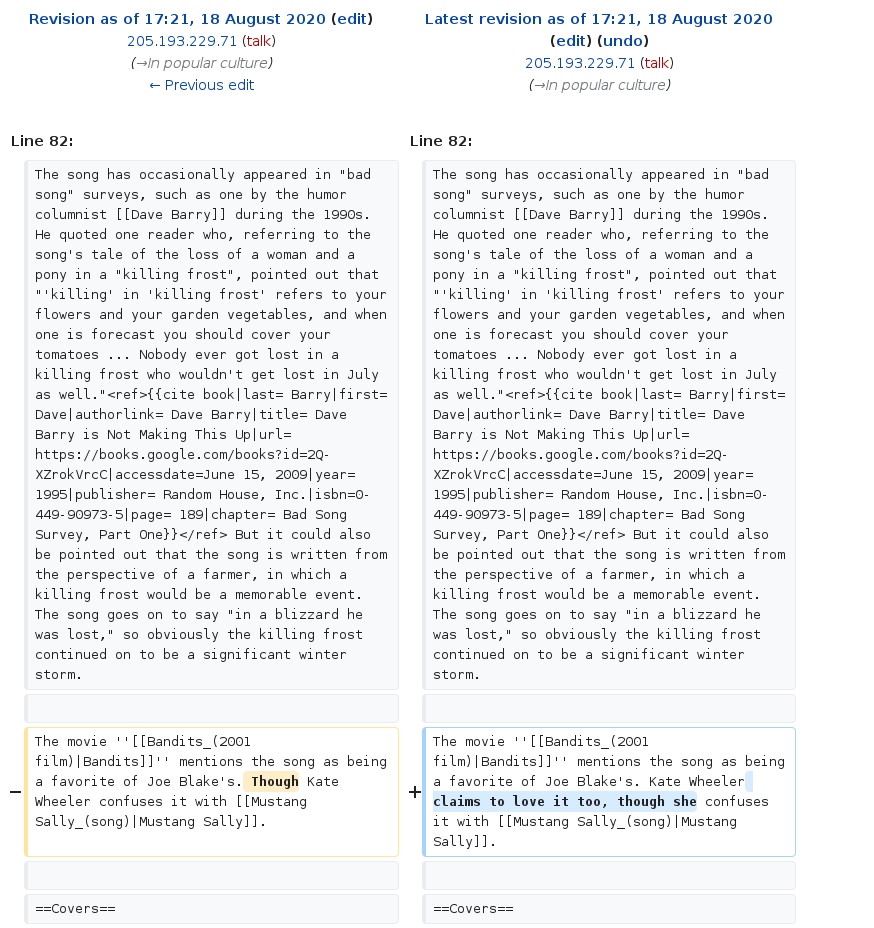 Revision as of 17:21, 18 August 2020 (edit)
205.193.229.71 (talk)
(→In popular culture)
← Previous edit
Latest revision as of 17:21, 18 August 2020
(edit) (undo)
205.193.229.71 (talk)
(→In popular culture)
Line 82:
The song has occasionally appeared in "bad
song" surveys, such as one by the humor
columnist [[Dave Barry]] during the 1990s.
He quoted one reader who, referring to the
song's tale of the loss of a woman and a
pony in a "killing frost", pointed out that
"'killing' in 'killing frost' refers to your
flowers and your garden vegetables, and when
one is forecast you should cover your
tomatoes ... Nobody ever got lost in a
killing frost who wouldn't get lost in July
as well."<ref>{{cite book|last= Barry|first=
Dave|authorlink= Dave Barry|title= Dave
Barry is Not Making This Up|url=
https://books.google.com/books?id=2Q-
XZrokVrcC|accessdate=June 15, 2009|year=
1995|publisher= Random House, Inc.|isbn=0-
449-90973-5|page= 189|chapter= Bad Song
Survey, Part One}}</ref> But it could also
be pointed out that the song is written from
the perspective of a farmer, in which a
killing frost would be a memorable event.
The song goes on to say "in a blizzard he
was lost," so obviously the killing frost
continued on to be a significant winter
storm.
− The movie ''[[Bandits_(2001
film)|Bandits]]'' mentions the song as being
a favorite of Joe Blake's. Though Kate
Wheeler confuses it with [[Mustang
Sally_(song)|Mustang Sally]].
==Covers==
Line 82:
The song has occasionally appeared in "bad
song" surveys, such as one by the humor
columnist [[Dave Barry]] during the 1990s.
He quoted one reader who, referring to the
song's tale of the loss of a woman and a
pony in a "killing frost", pointed out that
"'killing' in 'killing frost' refers to your
flowers and your garden vegetables, and when
one is forecast you should cover your
tomatoes ... Nobody ever got lost in a
killing frost who wouldn't get lost in July
as well."<ref>{{cite book|last= Barry|first=
Dave|authorlink= Dave Barry|title= Dave
Barry is Not Making This Up|url=
https://books.google.com/books?id=2Q-
XZrokVrcC|accessdate=June 15, 2009|year=
1995|publisher= Random House, Inc.|isbn=0-
449-90973-5|page= 189|chapter= Bad Song
Survey, Part One}}</ref> But it could also
be pointed out that the song is written from
the perspective of a farmer, in which a
killing frost would be a memorable event.
The song goes on to say "in a blizzard he
was lost," so obviously the killing frost
continued on to be a significant winter
storm.
+ The movie ''[[Bandits_(2001
film)|Bandits]]'' mentions the song as being
a favorite of Joe Blake's. Kate Wheeler
claims to love it too, though she confuses
it with [[Mustang Sally_(song)|Mustang
Sally]].
==Covers==